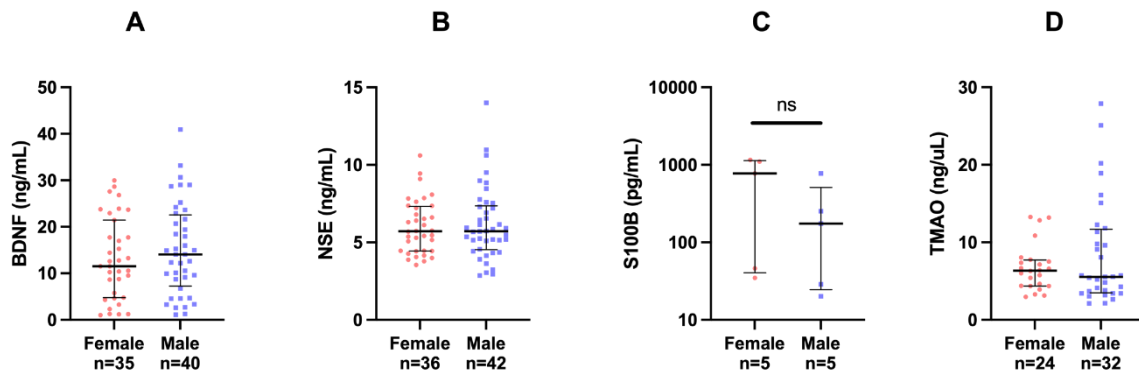 A
B
C
D
BDNF (ng/mL)
50
40
30
20
10
0
Female
n=35
Male
n=40
NSE (ng/mL)
15
10
5
0
Female
n=36
Male
n=42
S100B (pg/mL)
10000
1000
100
10
ns
Female
n=5
Male
n=5
TMAO (ng/uL)
30
20
10
0
Female
n=24
Male
n=32